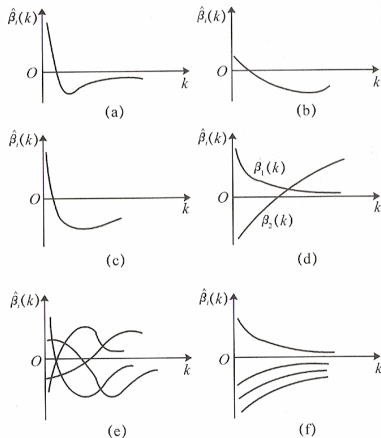 β̂ᵢ(k) β̂ᵢ(k)
O k O k
(a) (b)
β̂ᵢ(k) β̂ᵢ
β₁(k)
O k O k
β₂(k)
(c) (d)
β̂ᵢ(k) β̂ᵢ(k)
O k O k
(e) (f)